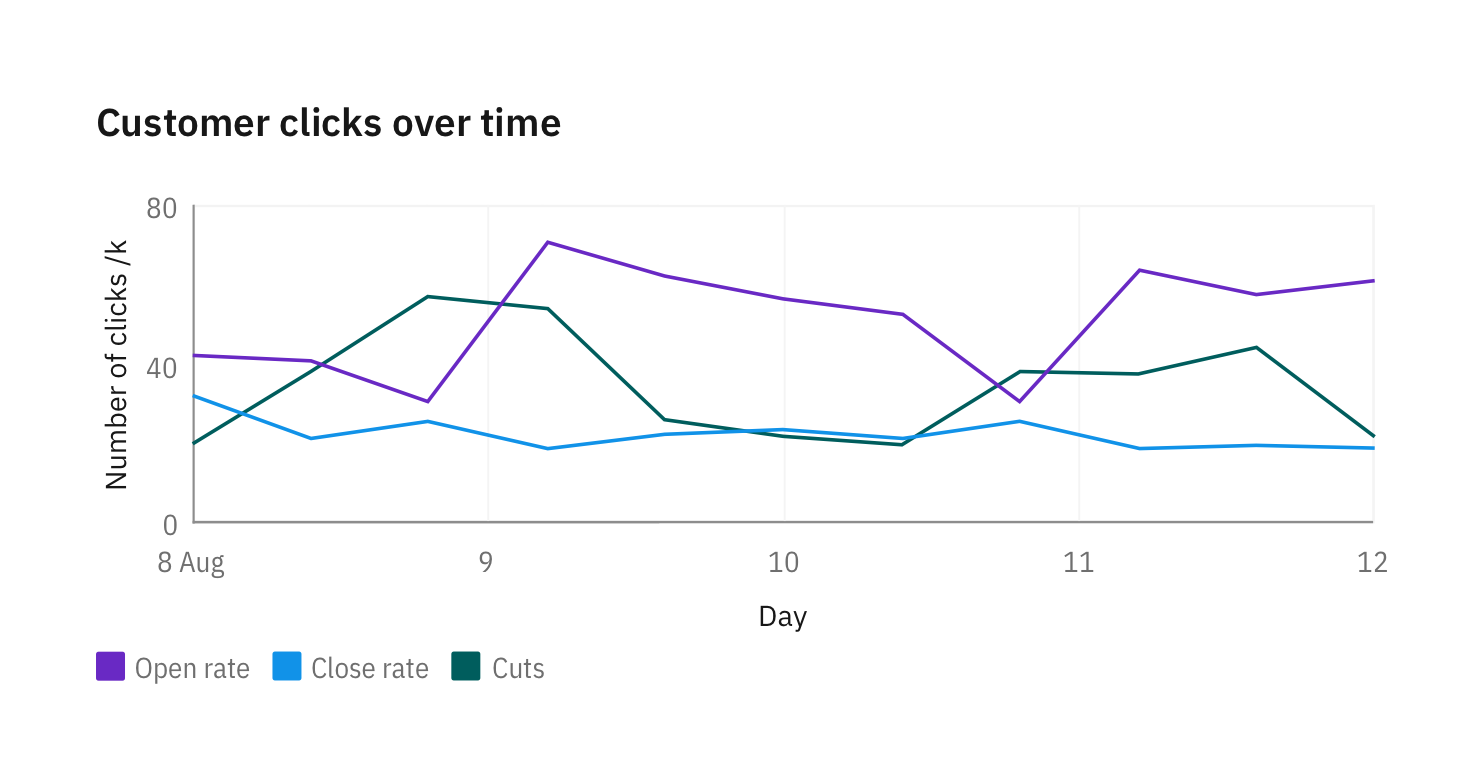 Customer clicks over time
80
40
0
Number of clicks /k
8 Aug 9 10 11 12
Day
Open rate Close rate Cuts